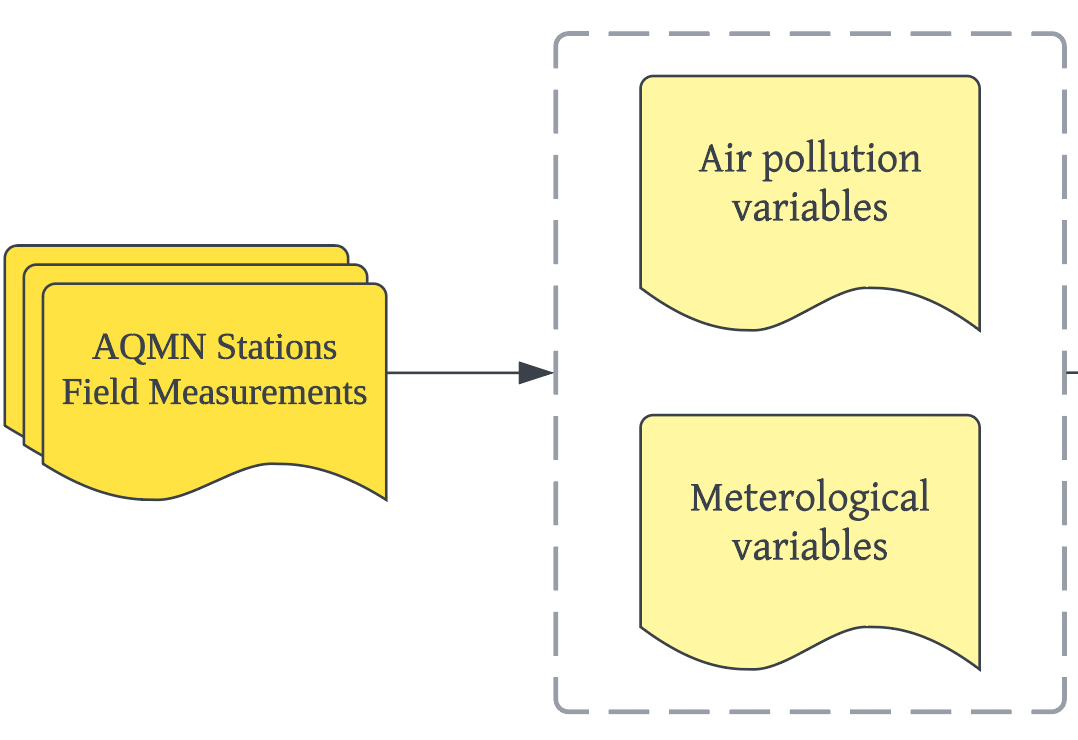 AQMN Stations
Field Measurements
Air pollution
variables
Meterological
variables